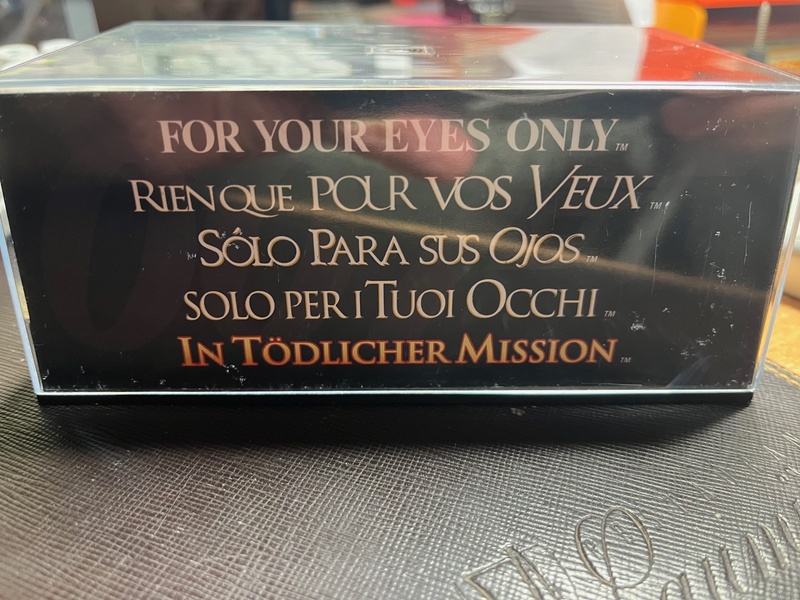 FOR YOUR EYES ONLY™
RIEN QUE POUR VOS YEUX™
SÓLO PARA SUS OJOS™
SOLO PER I TUOI OCCHI™
IN TÖDLICHER MISSION™